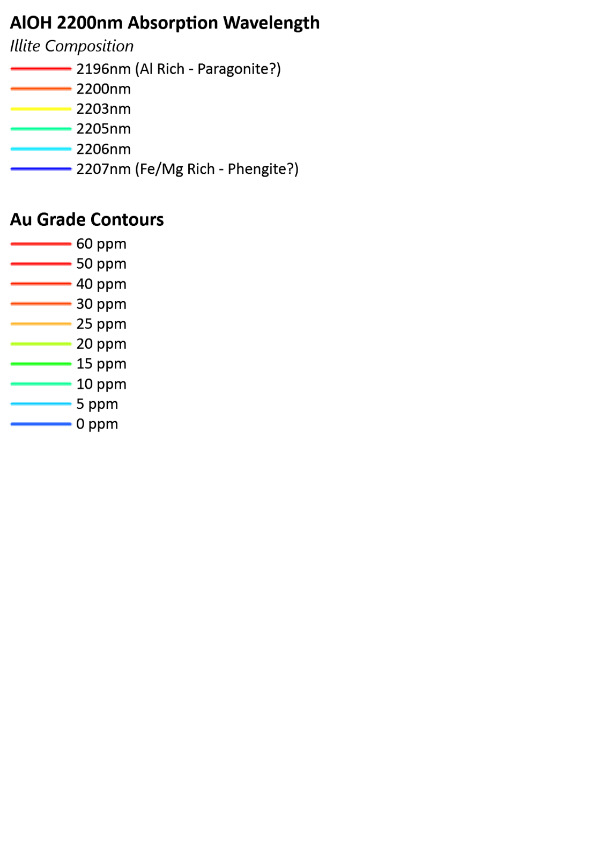 AlOH 2200nm Absorption Wavelength
Illite Composition
2196nm (Al Rich - Paragonite?)
2200nm
2203nm
2205nm
2206nm
2207nm (Fe/Mg Rich - Phengite?)
Au Grade Contours
60 ppm
50 ppm
40 ppm
30 ppm
25 ppm
20 ppm
15 ppm
10 ppm
5 ppm
0 ppm